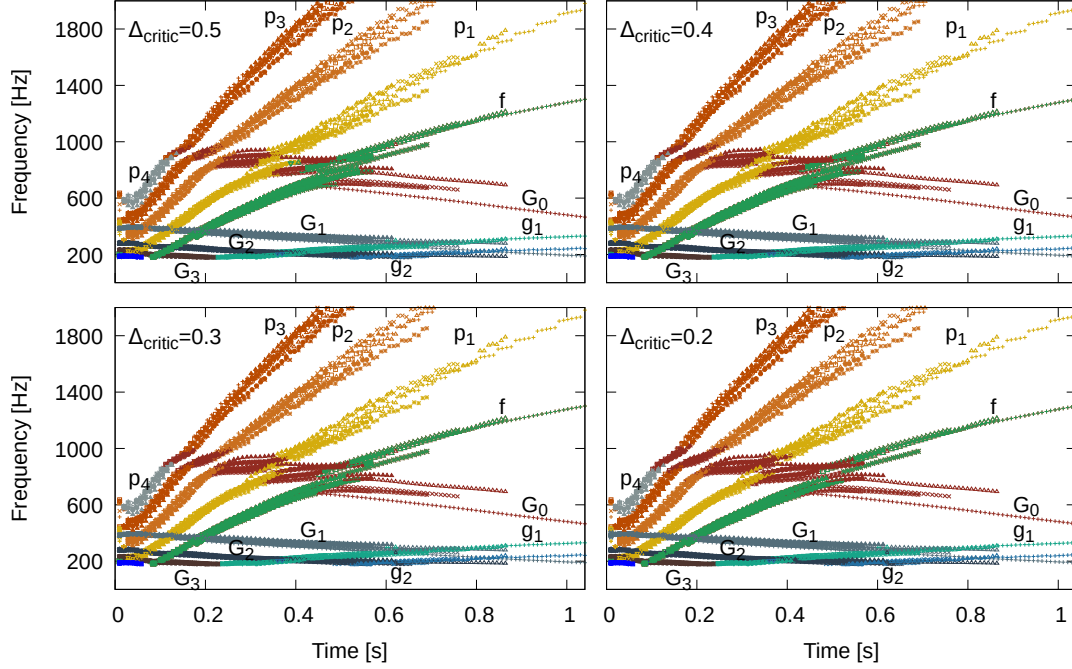 Δcritic=0.5
p3
p2
p1
f
p4
G0
g1
G1
G2
G3
g2
1800
1400
1000
600
200
Frequency [Hz]
Δcritic=0.4
p3
p2
p1
f
p4
G0
g1
G1
G2
G3
g2
Δcritic=0.3
p3
p2
p1
f
p4
G0
g1
G1
G2
G3
g2
1800
1400
1000
600
200
Frequency [Hz]
0 0.2 0.4 0.6 0.8 1
Time [s]
Δcritic=0.2
p3
p2
p1
f
p4
G0
g1
G1
G2
G3
g2
0 0.2 0.4 0.6 0.8 1
Time [s]